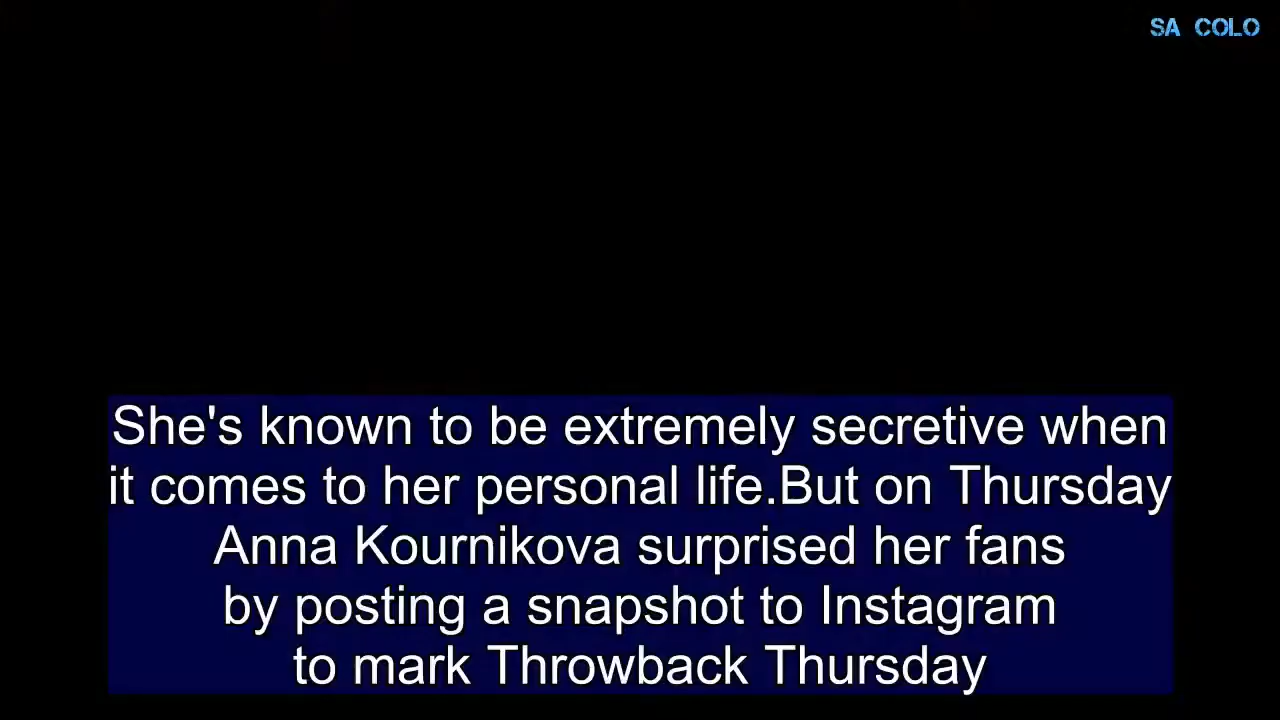 SA COLO
She's known to be extremely secretive when
it comes to her personal life.But on Thursday
Anna Kournikova surprised her fans
by posting a snapshot to Instagram
to mark Throwback Thursday